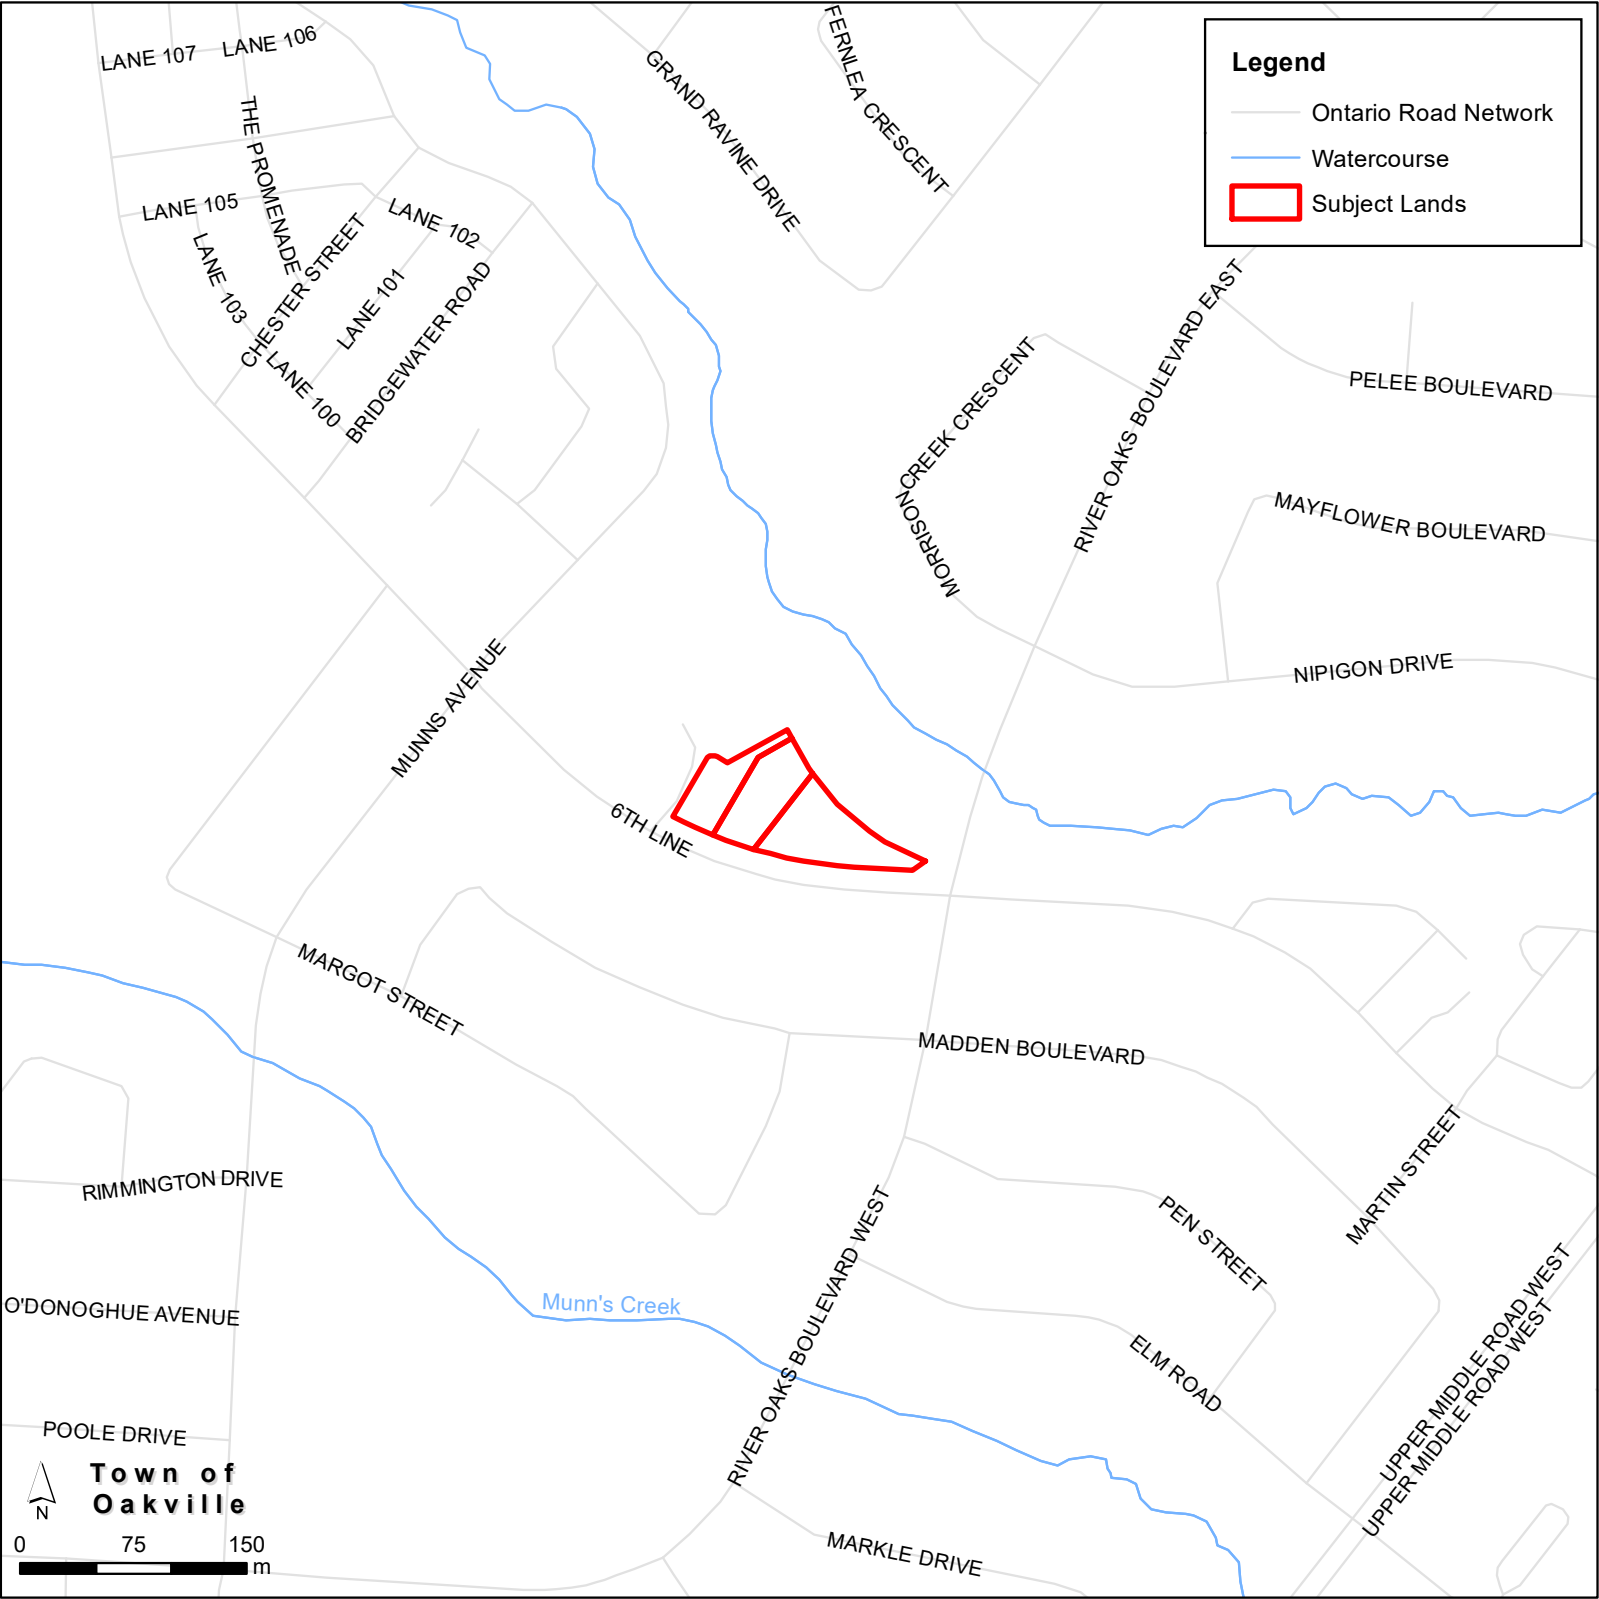 LANE 107
LANE 106
THE PROMENADE
LANE 105
LANE 103
CHESTER STREET
LANE 102
LANE 101
LANE 100
BRIDGEWATER ROAD
GRAND RAVINE DRIVE
FERNLEA CRESCENT
Legend
Ontario Road Network
Watercourse
Subject Lands
RIVER OAKS BOULEVARD EAST
MORRISON CREEK CRESCENT
PELEE BOULEVARD
MAYFLOWER BOULEVARD
NIPIGON DRIVE
MUNNS AVENUE
6TH LINE
MARGOT STREET
MADDEN BOULEVARD
MARTIN STREET
RIMMINGTON DRIVE
PEN STREET
RIVER OAKS BOULEVARD WEST
O'DONOGHUE AVENUE
Munn's Creek
ELM ROAD
UPPER MIDDLE ROAD WEST
UPPER MIDDLE ROAD WEST
POOLE DRIVE
MARKLE DRIVE
Town of
Oakville
N
0 75 150
m